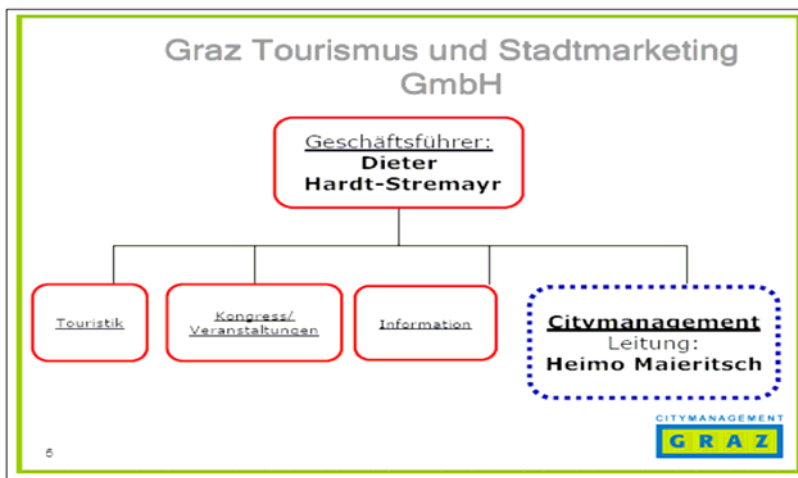 Graz Tourismus und Stadtmarketing
GmbH
Geschäftsführer:
Dieter
Hardt-Stremayr
Touristik
Kongress/
Veranstaltungen
Information
Citymanagement
Leitung:
Heimo Maieritsch
CITYMANAGEMENT
GRAZ
5